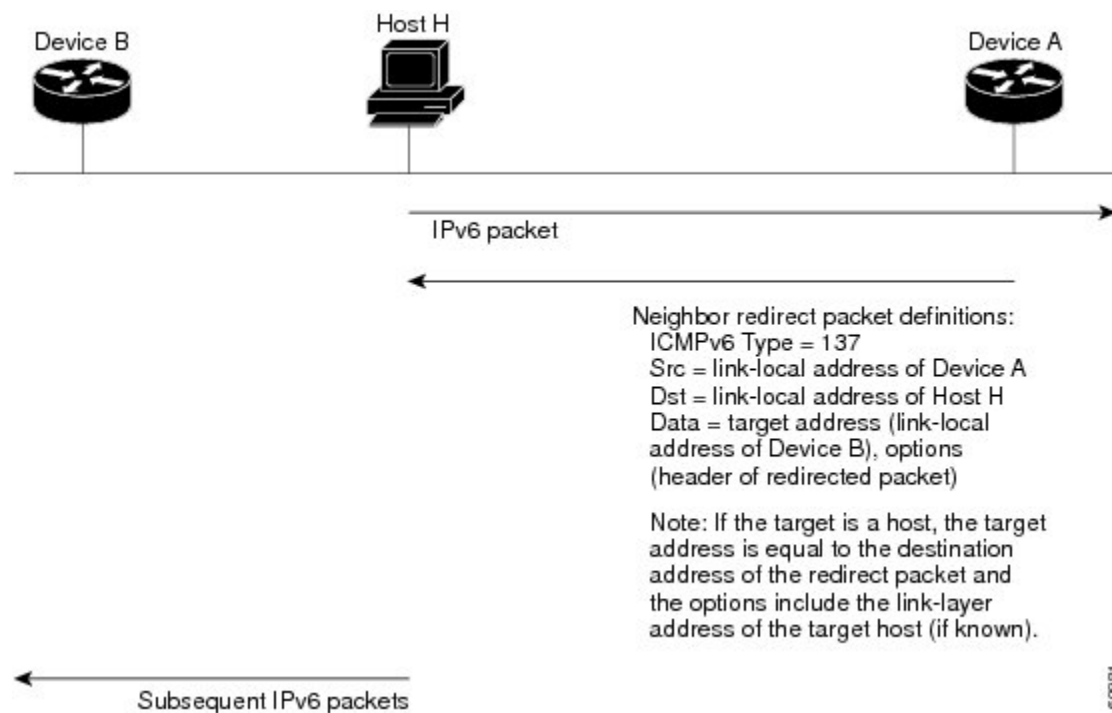 Device B
Host H
Device A
IPv6 packet
Neighbor redirect packet definitions:
ICMPv6 Type = 137
Src = link-local address of Device A
Dst = link-local address of Host H
Data = target address (link-local
address of Device B), options
(header of redirected packet)
Note: If the target is a host, the target
address is equal to the destination
address of the redirect packet and
the options include the link-layer
address of the target host (if known).
Subsequent IPv6 packets